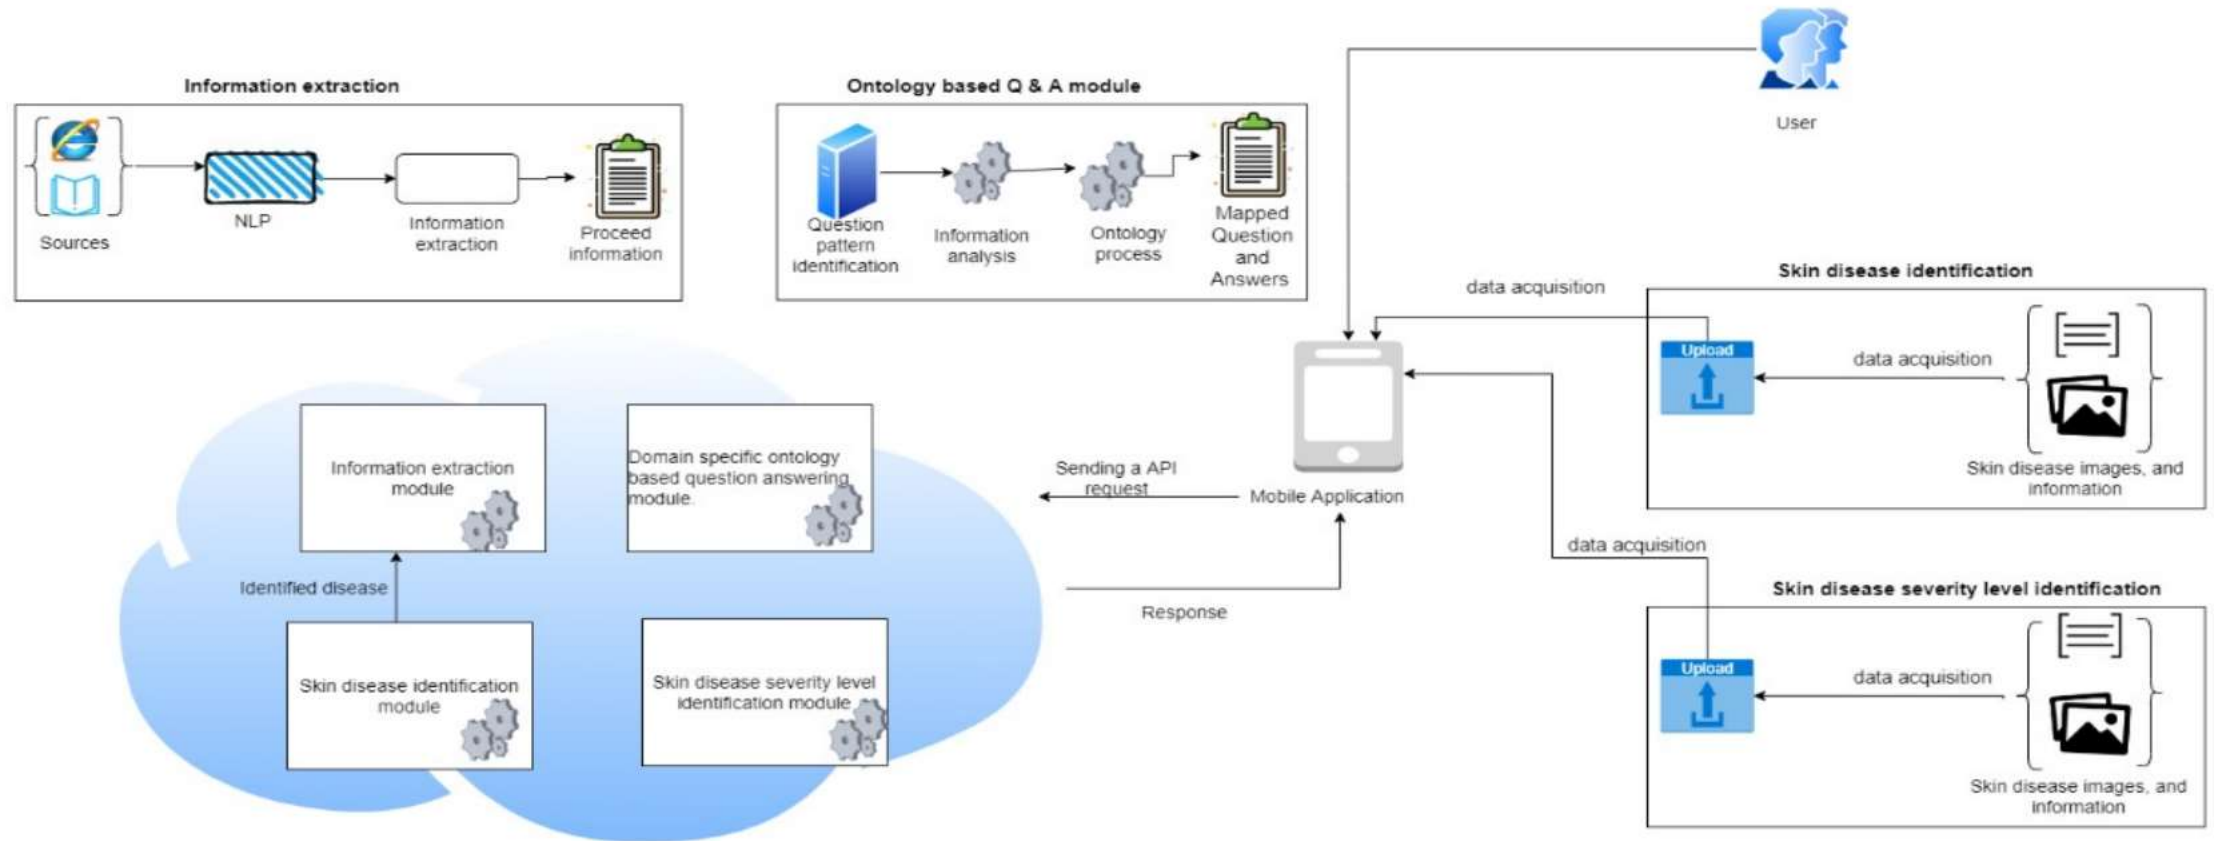 Information extraction
Sources
NLP
Information
extraction
Proceed
information
Ontology based Q & A module
Question
pattern
identification
Information
analysis
Ontology
process
Mapped
Question
and
Answers
User
Skin disease identification
data acquisition
Upload
data acquisition
Skin disease images, and
information
Mobile Application
Sending a API
request
Response
data acquisition
Skin disease severity level identification
Upload
data acquisition
Skin disease images, and
information
Information extraction
module
Domain specific ontology
based question answering
module.
Identified disease
Skin disease identification
module
Skin disease severity level
identification module